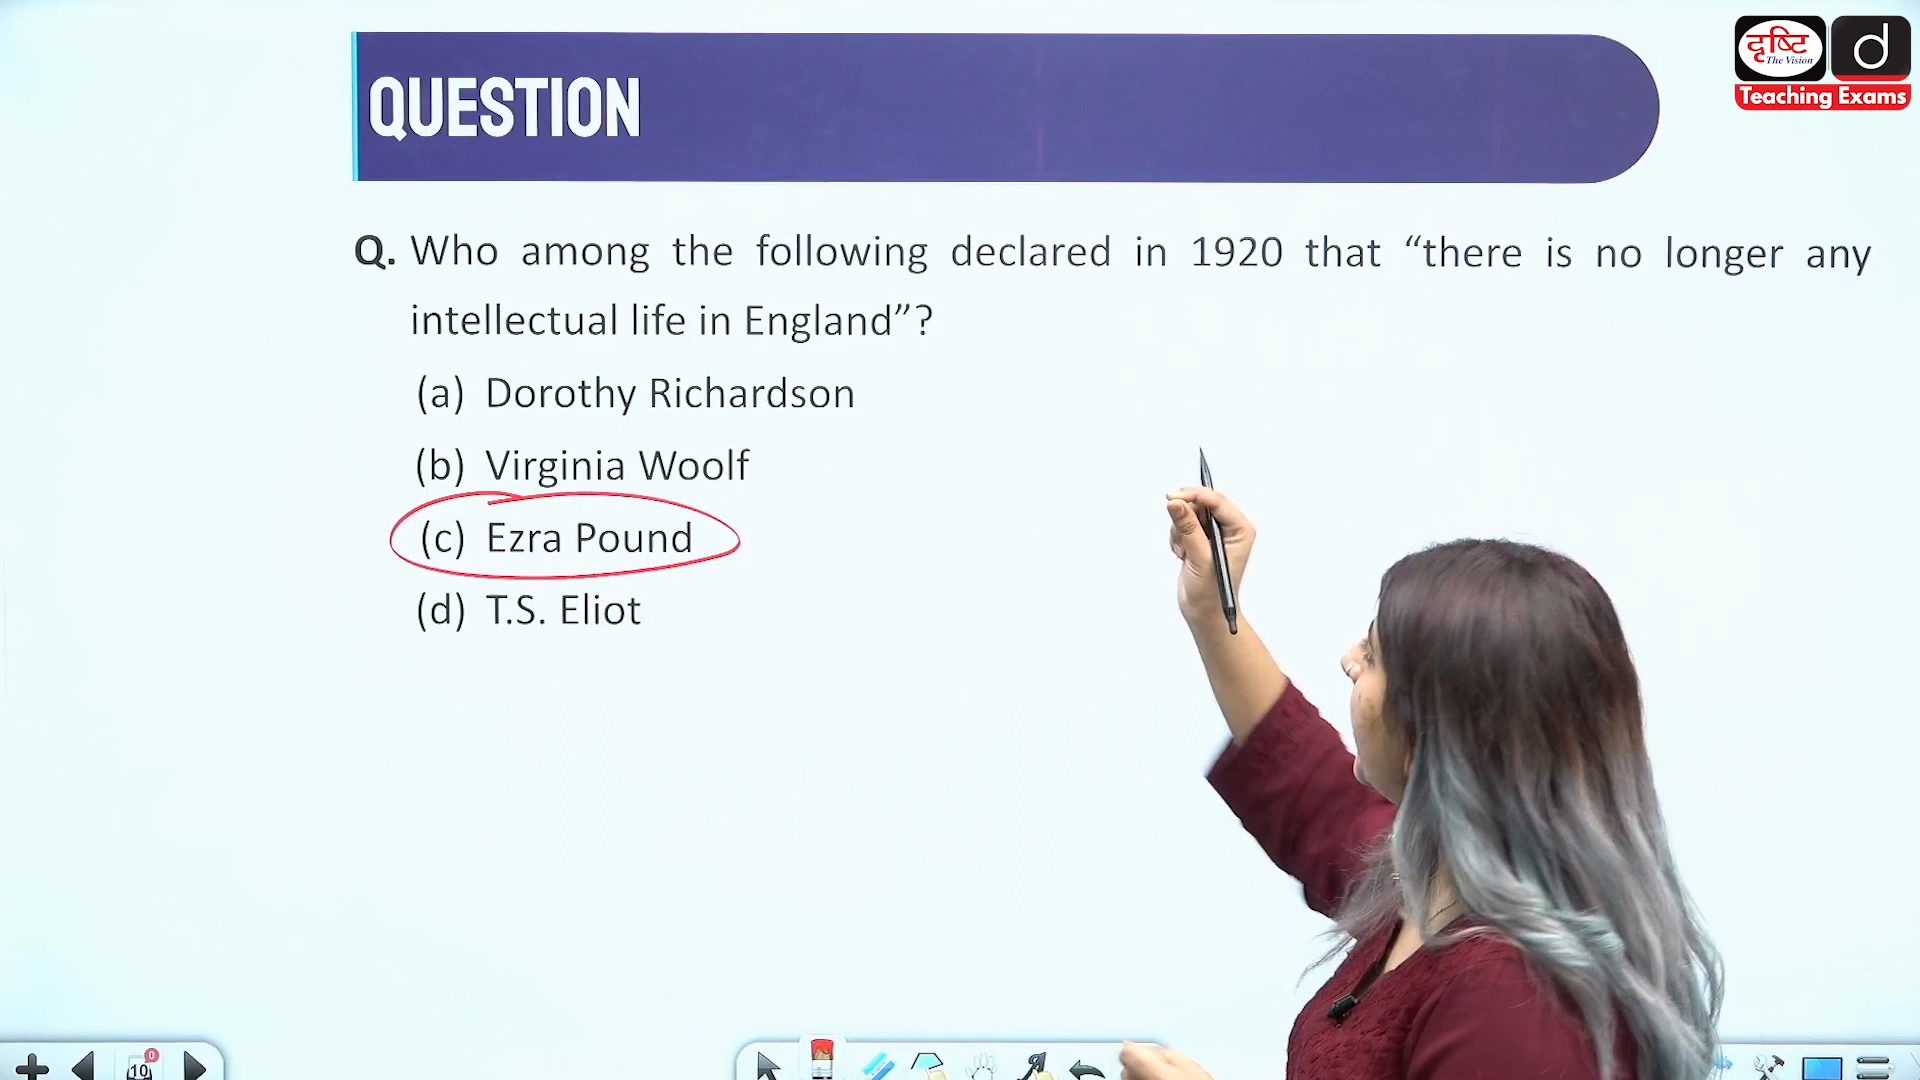 दृष्टि
The Vision
d
Teaching Exams
QUESTION
Q. Who among the following declared in 1920 that “there is no longer any
intellectual life in England”?
(a) Dorothy Richardson
(b) Virginia Woolf
(c) Ezra Pound
(d) T.S. Eliot
0
10